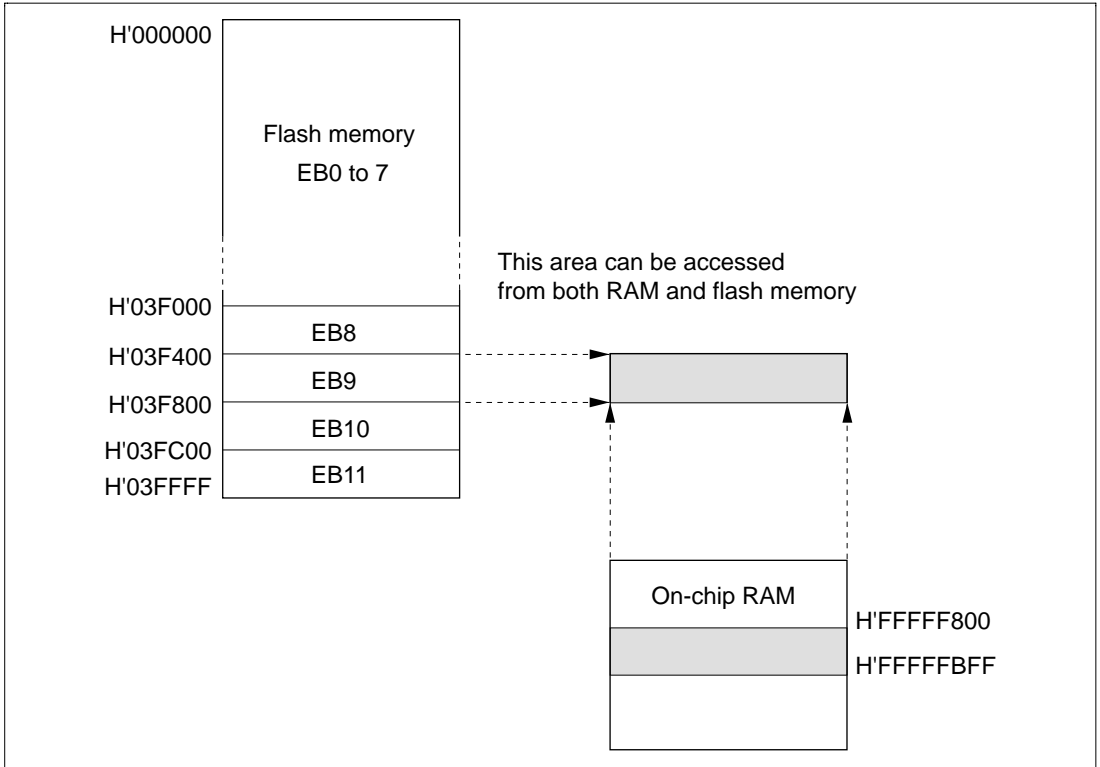 H'000000
Flash memory
EB0 to 7
This area can be accessed
from both RAM and flash memory
H'03F000
EB8
H'03F400
EB9
H'03F800
EB10
H'03FC00
EB11
H'03FFFF
On-chip RAM
H'FFFFF800
H'FFFFFBFF